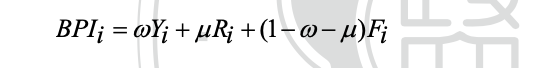 BPI_i = ωY_i + μR_i + (1 − ω − μ)F_i